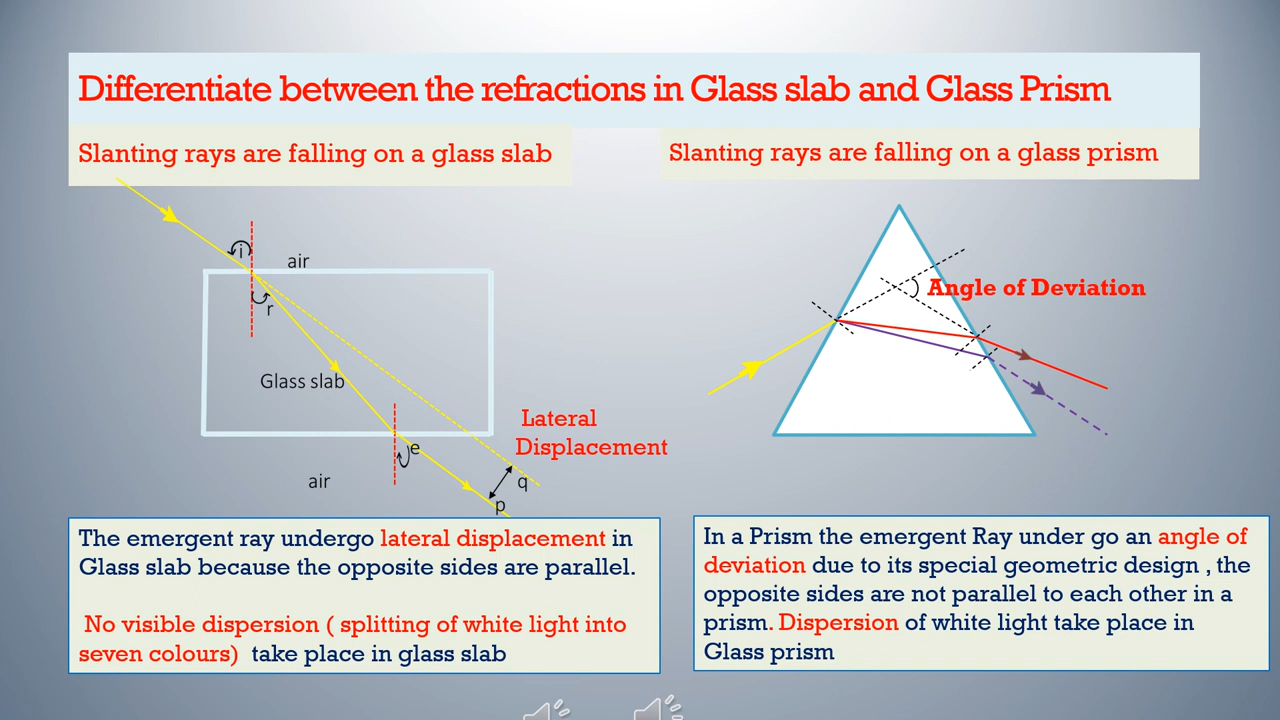 Differentiate between the refractions in Glass slab and Glass Prism
Slanting rays are falling on a glass slab
Slanting rays are falling on a glass prism
i
air
r
Glass slab
e
air
Lateral
Displacement
q
p
Angle of Deviation
The emergent ray undergo lateral displacement in
Glass slab because the opposite sides are parallel.
No visible dispersion ( splitting of white light into
seven colours) take place in glass slab
In a Prism the emergent Ray under go an angle of
deviation due to its special geometric design , the
opposite sides are not parallel to each other in a
prism. Dispersion of white light take place in
Glass prism